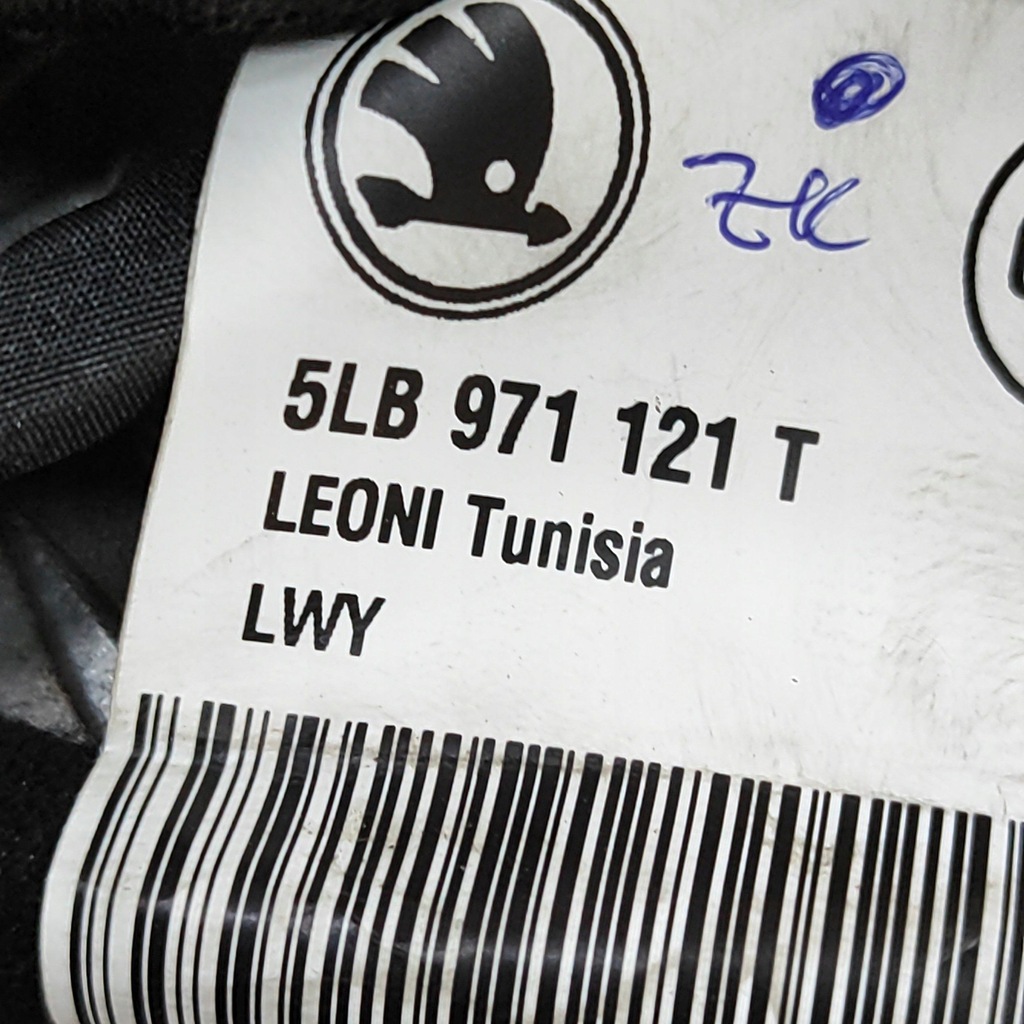 5LB 971 121 T
LEONI Tunisia
LWY